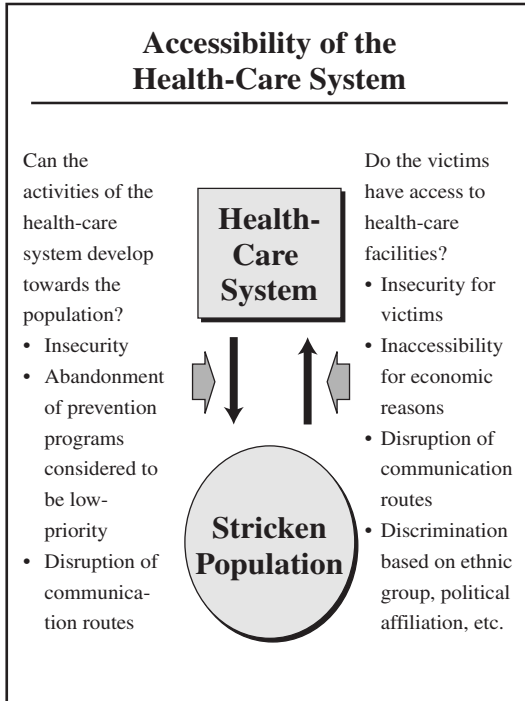 Accessibility of the
Health-Care System
Can the
activities of the
health-care
system develop
towards the
population?
• Insecurity
• Abandonment
of prevention
programs
considered to
be low-
priority
• Disruption of
communica-
tion routes
Health-
Care
System
Stricken
Population
Do the victims
have access to
health-care
facilities?
• Insecurity for
victims
• Inaccessibility
for economic
reasons
• Disruption of
communication
routes
• Discrimination
based on ethnic
group, political
affiliation, etc.